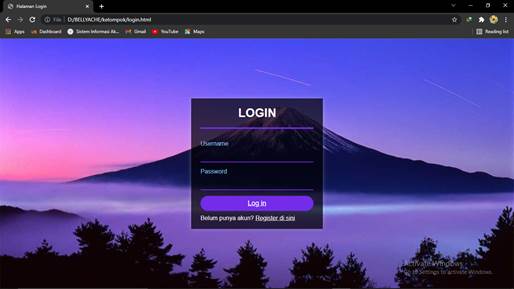 Halaman Login
File
D:/BELLYACHE/kelompok/login.html
Apps
Dashboard
Sistem Informasi Ak...
Gmail
YouTube
Maps
Reading list
LOGIN
Username
Password
Log in
Belum punya akun? Register di sini
Activate Windows
Go to Settings to activate Windows.